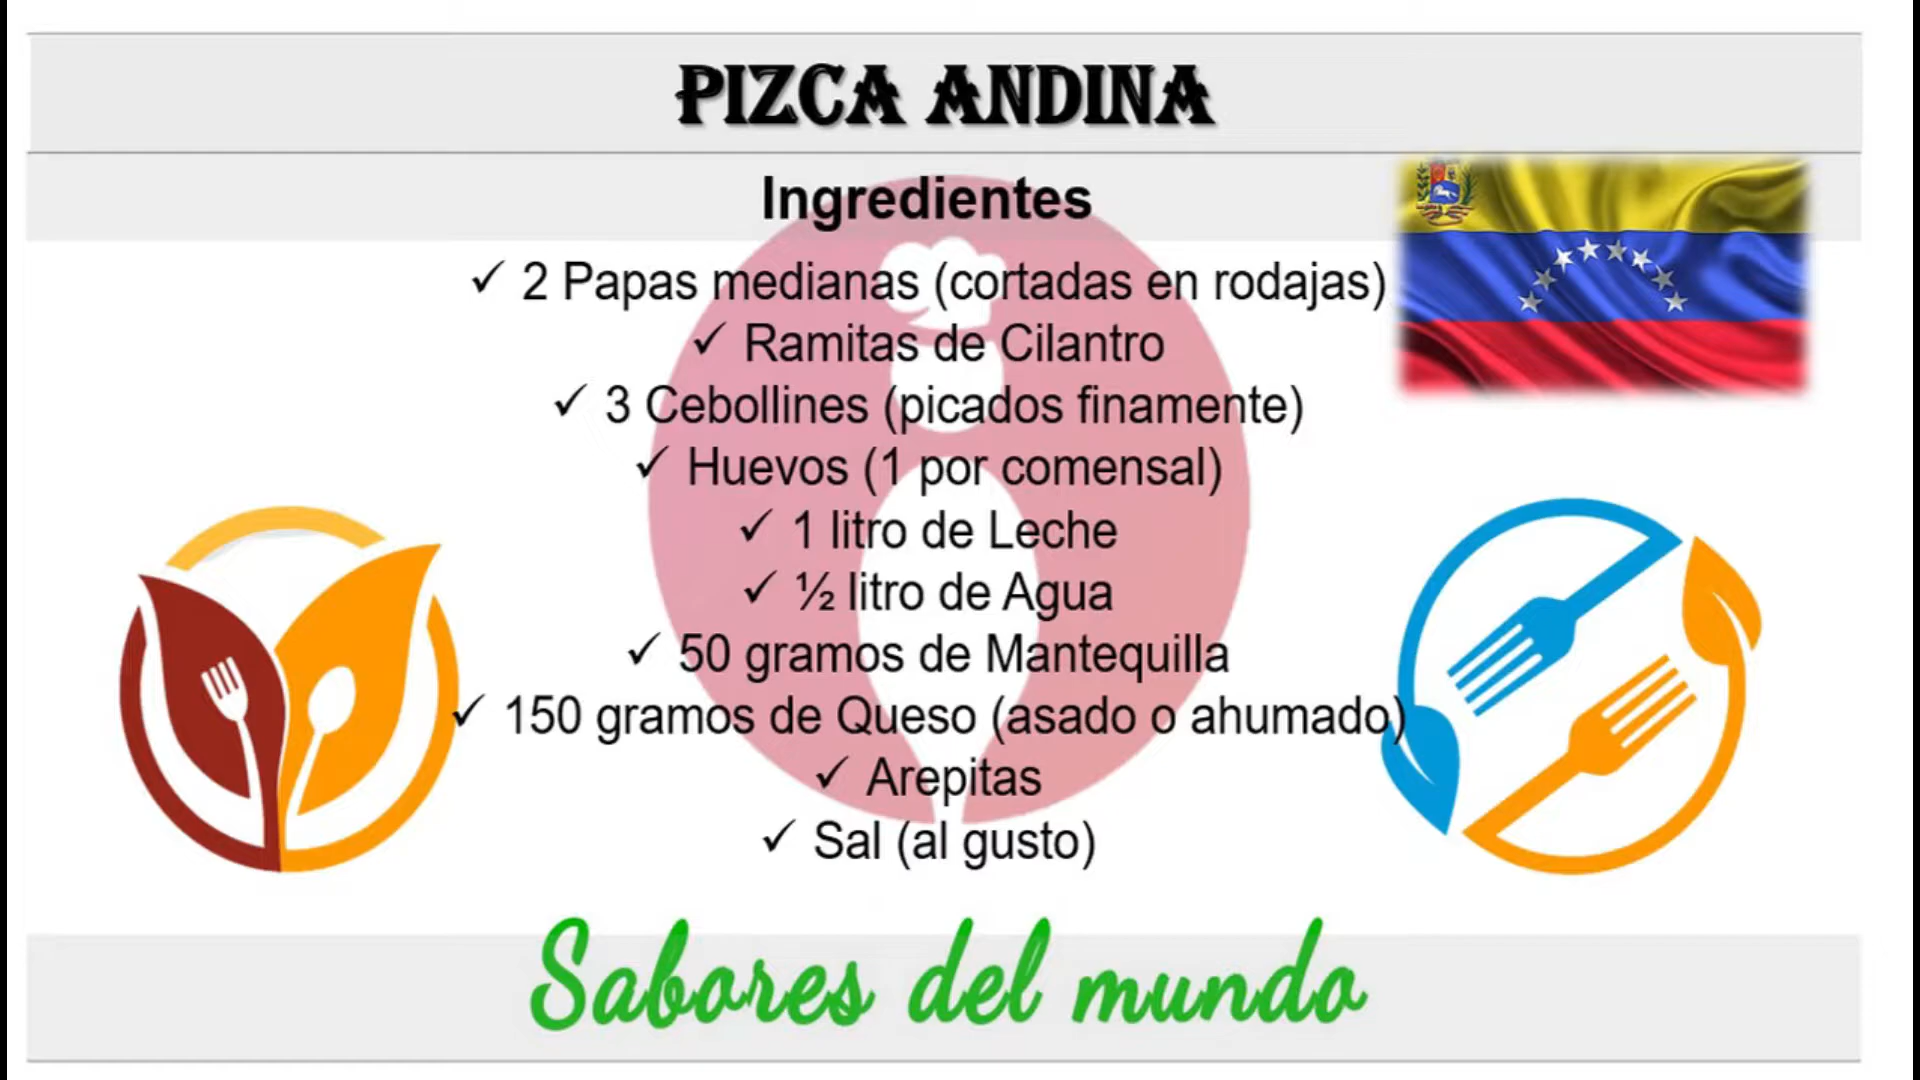 PIZCA ANDINA
Ingredientes
✓ 2 Papas medianas (cortadas en rodajas)
✓ Ramitas de Cilantro
✓ 3 Cebollines (picados finamente)
✓ Huevos (1 por comensal)
✓ 1 litro de Leche
✓ ½ litro de Agua
✓ 50 gramos de Mantequilla
✓ 150 gramos de Queso (asado o ahumado)
✓ Arepitas
✓ Sal (al gusto)
Sabores del mundo